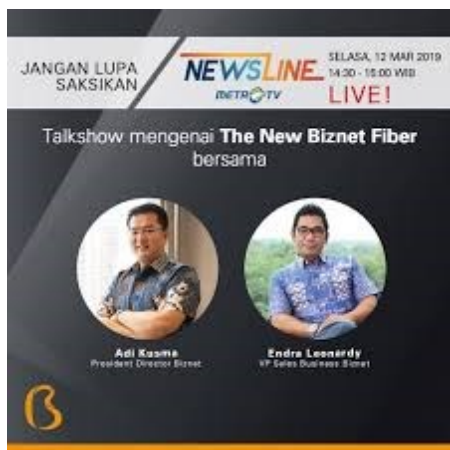 JANGAN LUPA
SAKSIKAN
NEWSLINE
METRO TV
SELASA, 12 MAR 2019
14:30 - 15:00 WIB
LIVE!
Talkshow mengenai The New Biznet Fiber
bersama
Adi Kusma
President Director Biznet
Endra Leonardy
VP Sales Business Biznet